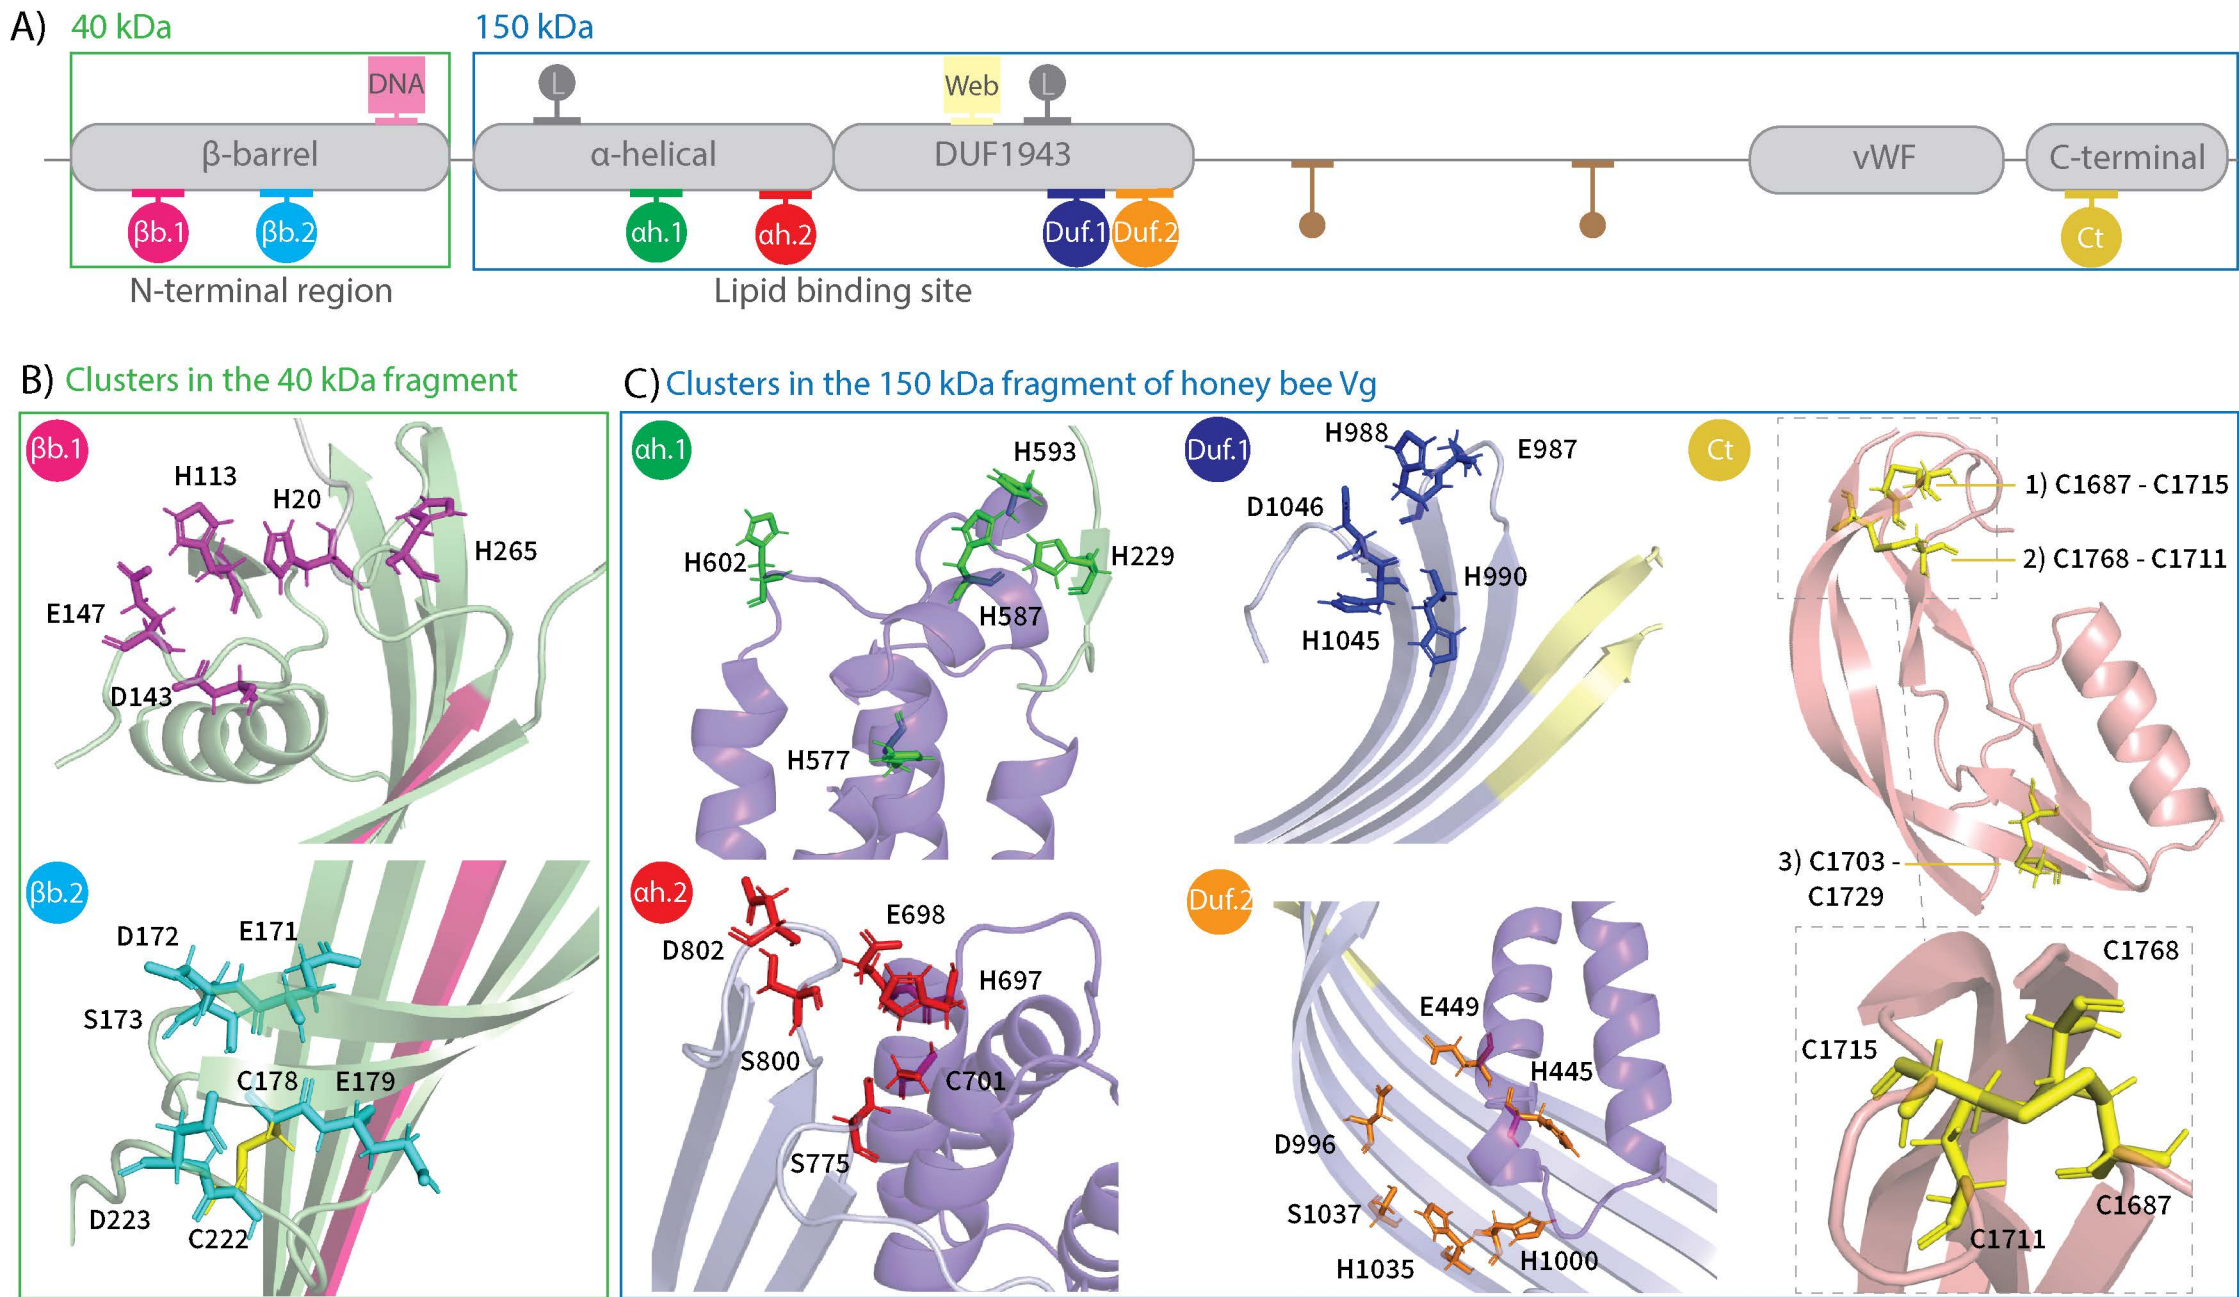 A)
40 kDa
150 kDa
DNA
L
Web
L
β-barrel
α-helical
DUF1943
vWF
C-terminal
βb.1
βb.2
αh.1
αh.2
Duf.1
Duf.2
Ct
N-terminal region
Lipid binding site
B) Clusters in the 40 kDa fragment
βb.1
H113
H20
H265
E147
D143
βb.2
D172
E171
S173
C178
E179
D223
C222
C) Clusters in the 150 kDa fragment of honey bee Vg
αh.1
H593
H602
H229
H587
H577
αh.2
E698
D802
H697
S800
C701
S775
Duf.1
H988
E987
D1046
H990
H1045
Duf.2
E449
H445
D996
S1037
H1035
H1000
Ct
1) C1687 - C1715
2) C1768 - C1711
3) C1703 -
C1729
C1768
C1715
C1687
C1711